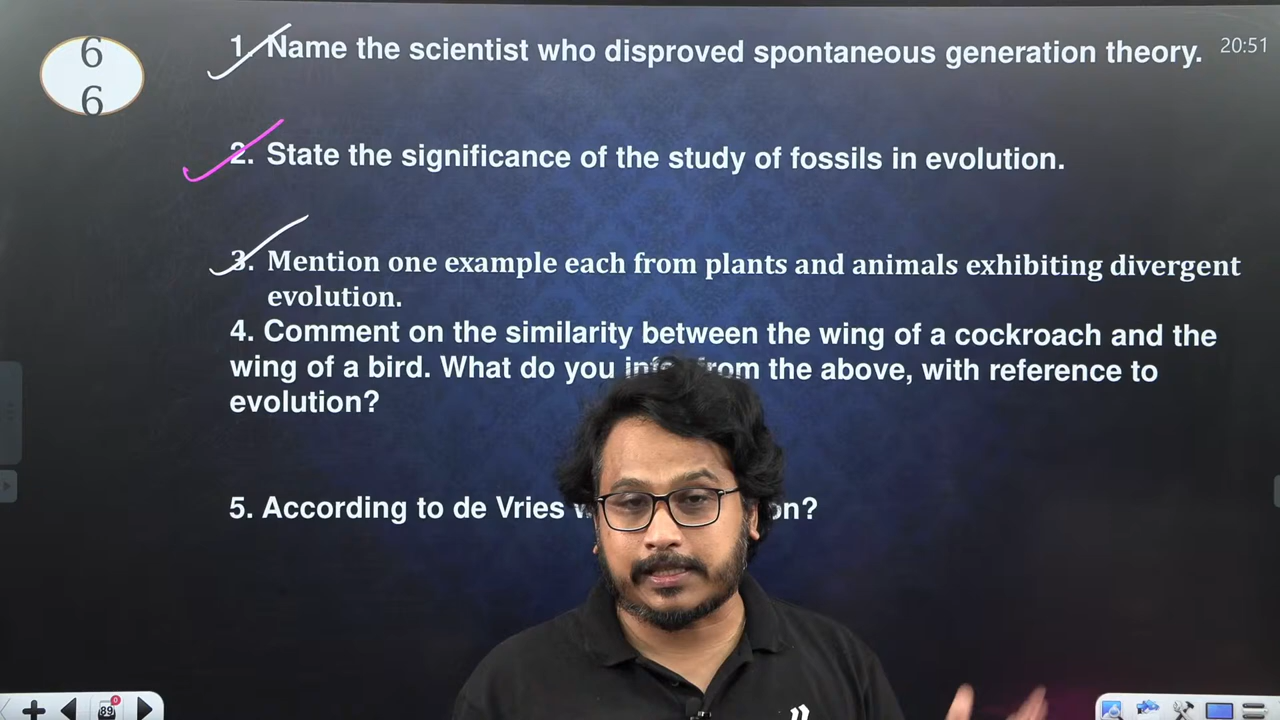 6
6
1. Name the scientist who disproved spontaneous generation theory.
20:51
2. State the significance of the study of fossils in evolution.
3. Mention one example each from plants and animals exhibiting divergent
evolution.
4. Comment on the similarity between the wing of a cockroach and the
wing of a bird. What do you from the above, with reference to
evolution?
5. According to de Vries
89
0